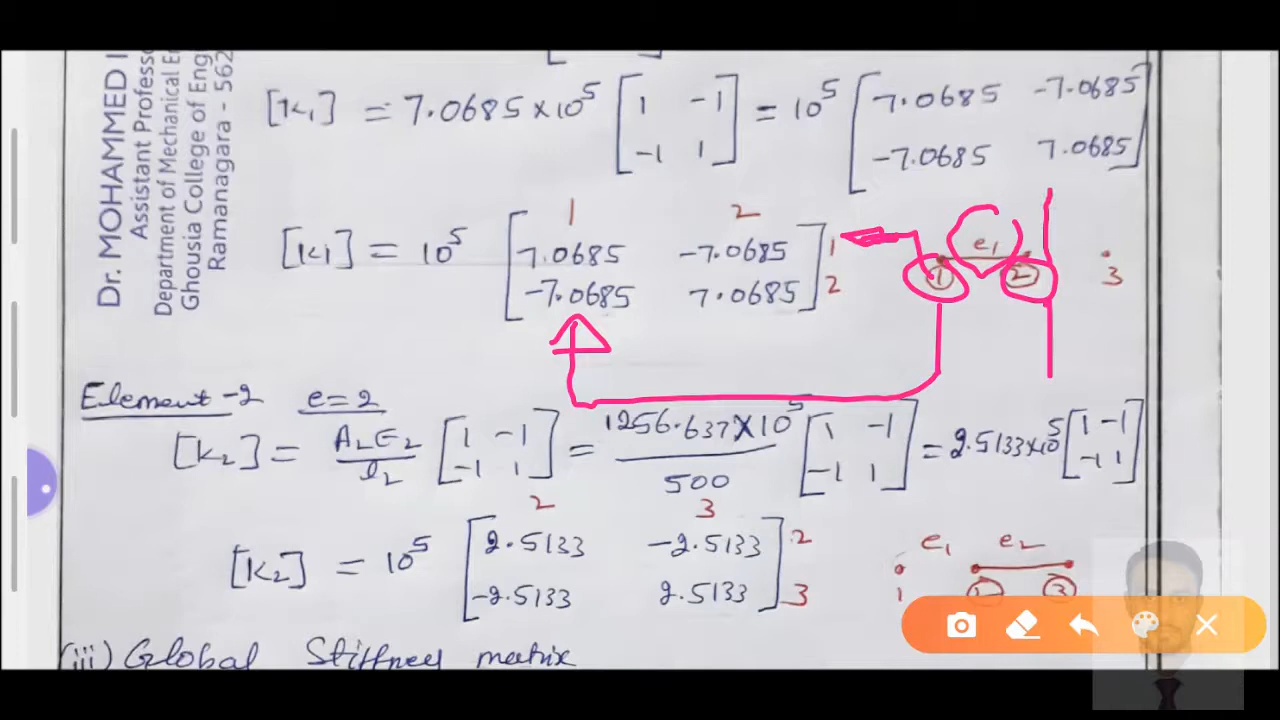 Dr. MOHAMMED I
Assistant Professo
Department of Mechanical En
Ghousia College of Eng
Ramanagara - 562
[K1] = 7.0685 × 10^5 [1 -1; -1 1] = 10^5 [7.0685 -7.0685; -7.0685 7.0685]
1 2
[K1] = 10^5 [7.0685 -7.0685; -7.0685 7.0685] 1 2
e1
1 2 3
Element -2 e = 2
[K2] = A2E2/l2 [1 -1; -1 1] = 1256.637 × 10^5 / 500 [1 -1; -1 1] = 2.5133 × 10^5 [1 -1; -1 1]
2 3
[K2] = 10^5 [2.5133 -2.5133; -2.5133 2.5133] 2 3
e1 e2
1 3
(iii) Global Stiffness matrix